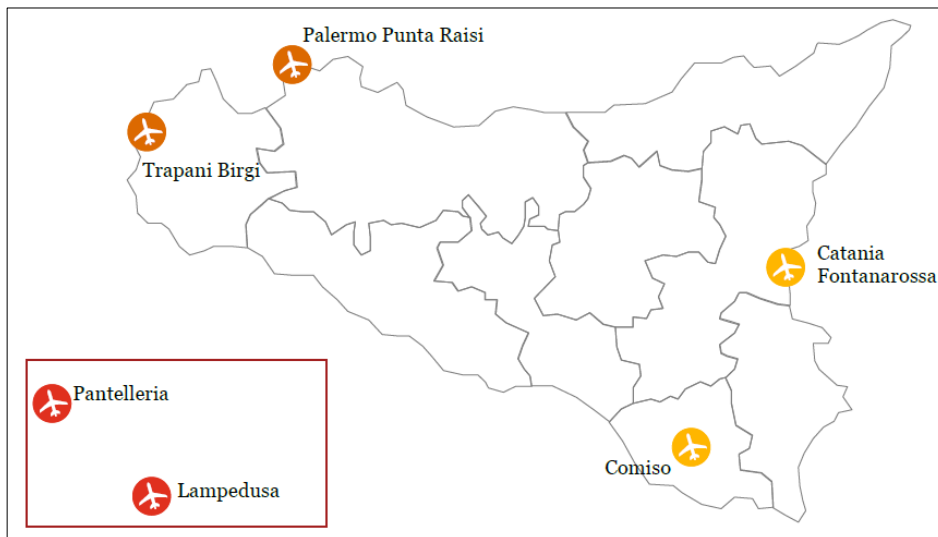 Palermo Punta Raisi
Trapani Birgi
Catania
Fontanarossa
Pantelleria
Lampedusa
Comiso